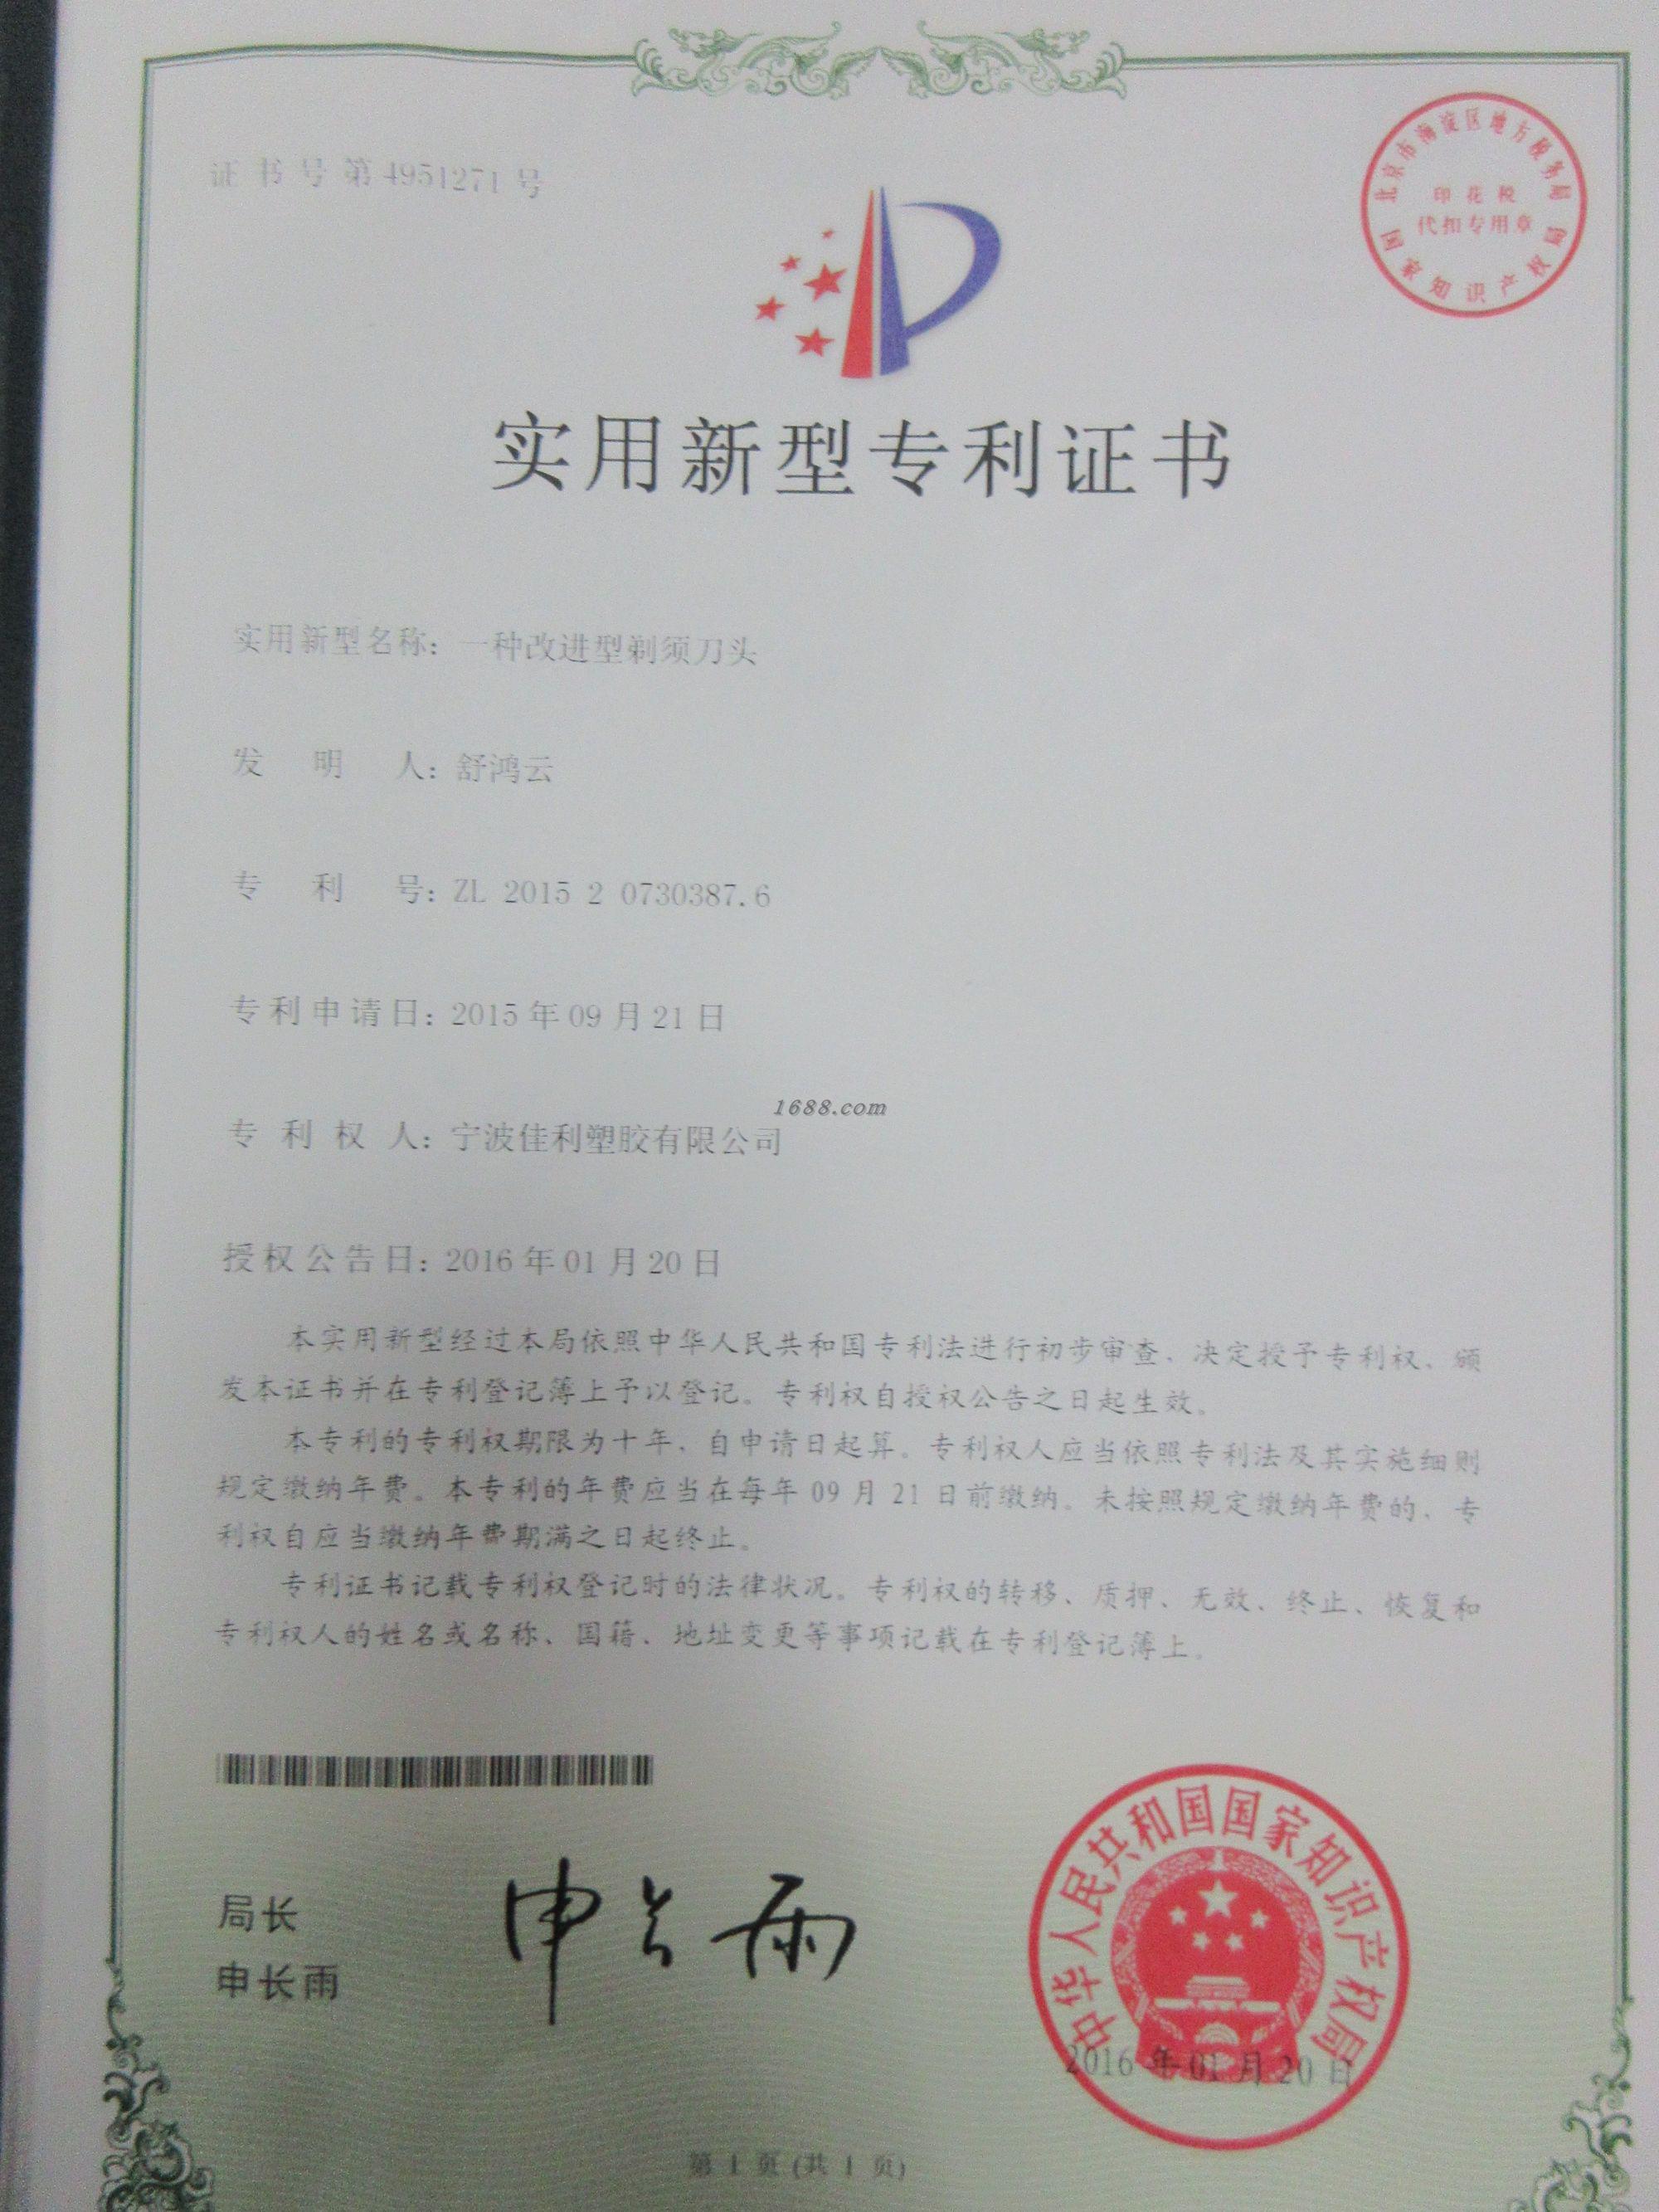 证书号第4951271号
北京市海淀区地方税务局
印花税
代扣专用章
国家知识产权局
实用新型专利证书
实用新型名称：一种改进型剃须刀头
发明人：舒鸿云
专利号：ZL 2015 2 0730387.6
专利申请日：2015年09月21日
1688.com
专利权人：宁波佳利塑胶有限公司
授权公告日：2016年01月20日
本实用新型经过本局依照中华人民共和国专利法进行初步审查，决定授予专利权，颁
发本证书并在专利登记簿上予以登记。专利权自授权公告之日起生效。
本专利的专利权期限为十年，自申请日起算。专利权人应当依照专利法及其实施细则
规定缴纳年费。本专利的年费应当在每年09月21日前缴纳。未按照规定缴纳年费的，专
利权自应当缴纳年费期满之日起终止。
专利证书记载专利权登记时的法律状况。专利权的转移、质押、无效、终止、恢复和
专利权人的姓名或名称、国籍、地址变更等事项记载在专利登记簿上。
局长
申长雨
申长雨
中华人民共和国国家知识产权局
2016年01月20日
第1页(共1页)